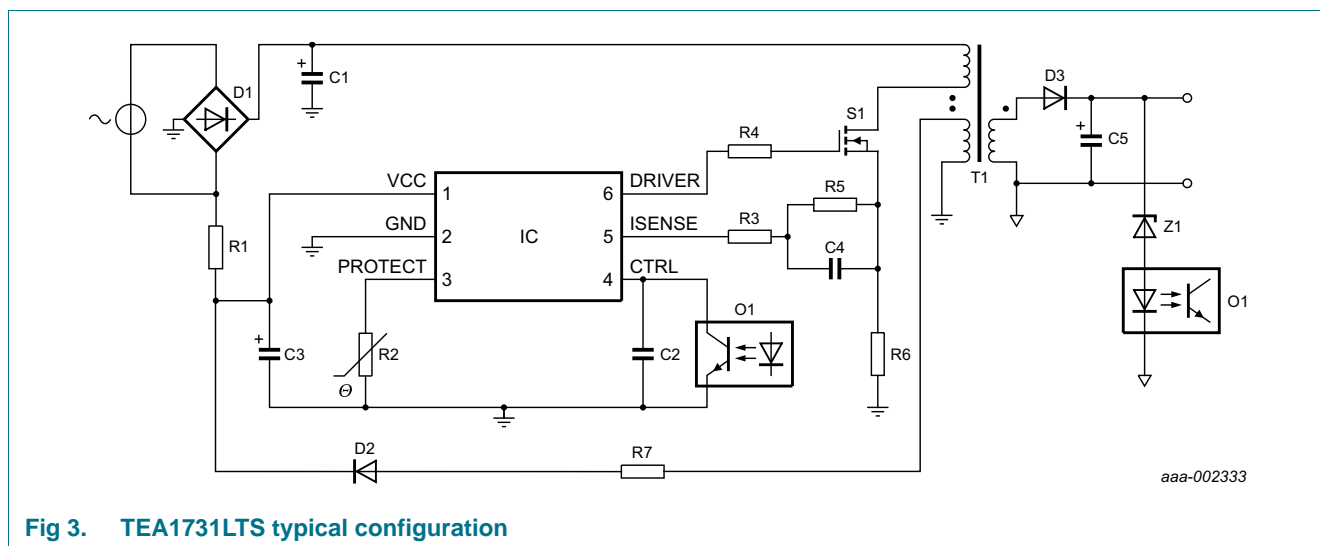 D1
C1
D3
S1
C5
R4
T1
VCC
1
6
DRIVER
R5
Z1
R1
GND
2
IC
5
ISENSE
R3
C4
PROTECT
3
4
CTRL
O1
O1
C3
R2
C2
R6
Θ
D2
R7
aaa-002333
Fig 3. TEA1731LTS typical configuration